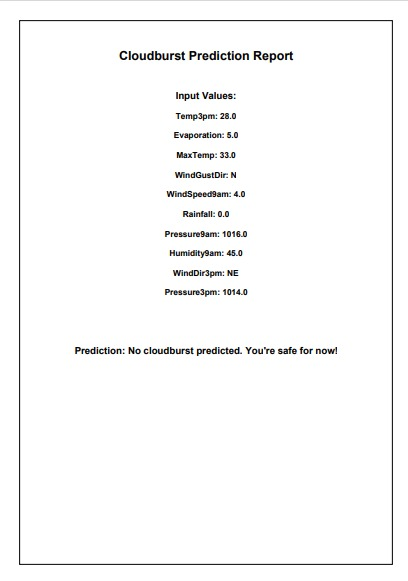 Cloudburst Prediction Report
Input Values:
Temp3pm: 28.0
Evaporation: 5.0
MaxTemp: 33.0
WindGustDir: N
WindSpeed9am: 4.0
Rainfall: 0.0
Pressure9am: 1016.0
Humidity9am: 45.0
WindDir3pm: NE
Pressure3pm: 1014.0
Prediction: No cloudburst predicted. You're safe for now!